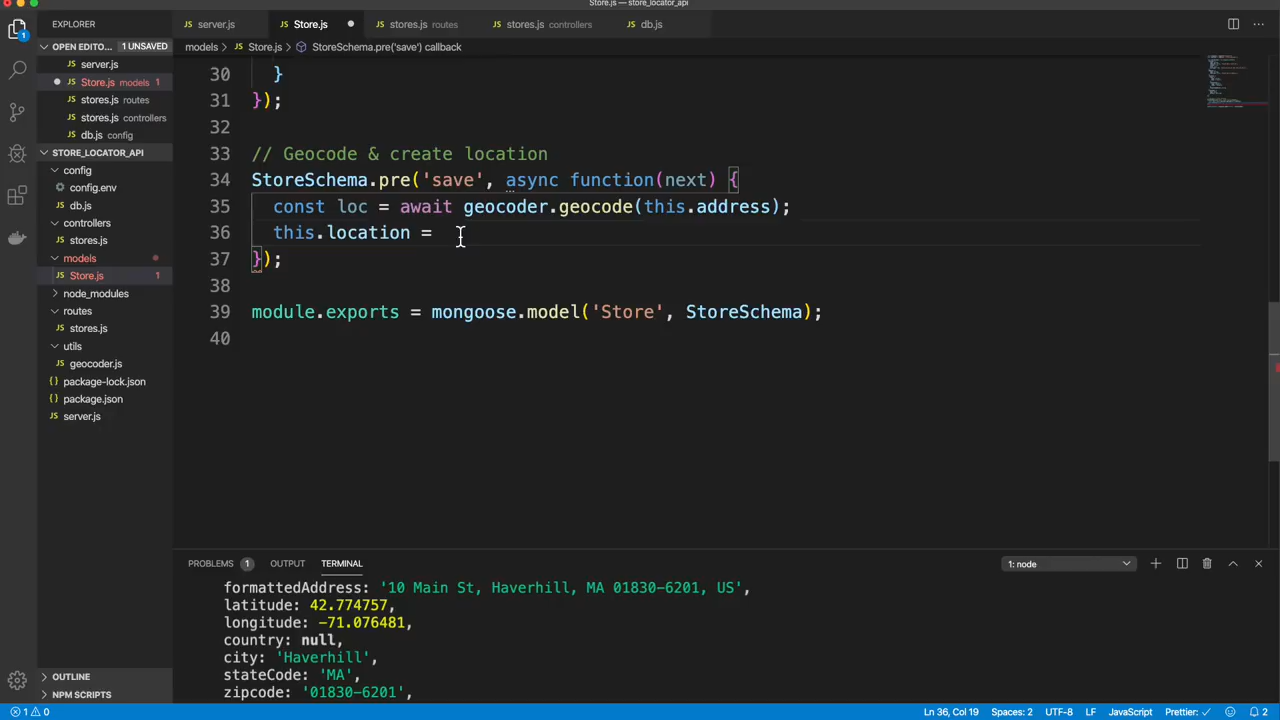 Store.js — store_locator_api
EXPLORER
server.js
Store.js
stores.js routes
stores.js controllers
db.js
OPEN EDITO... 1 UNSAVED
models
Store.js
StoreSchema.pre('save') callback
server.js
Store.js models 1
stores.js routes
stores.js controllers
db.js config
STORE_LOCATOR_API
config
config.env
db.js
controllers
stores.js
models
Store.js 1
node_modules
routes
stores.js
utils
geocoder.js
package-lock.json
package.json
server.js
OUTLINE
NPM SCRIPTS
30 }
31 });
32
33 // Geocode & create location
34 StoreSchema.pre('save', async function(next) {
35 const loc = await geocoder.geocode(this.address);
36 this.location =
37 });
38
39 module.exports = mongoose.model('Store', StoreSchema);
40
PROBLEMS 1 OUTPUT TERMINAL
1: node
formattedAddress: '10 Main St, Haverhill, MA 01830-6201, US',
latitude: 42.774757,
longitude: -71.076481,
country: null,
city: 'Haverhill',
stateCode: 'MA',
zipcode: '01830-6201',
1 0
Ln 36, Col 19 Spaces: 2 UTF-8 LF JavaScript Prettier: ✓ 2